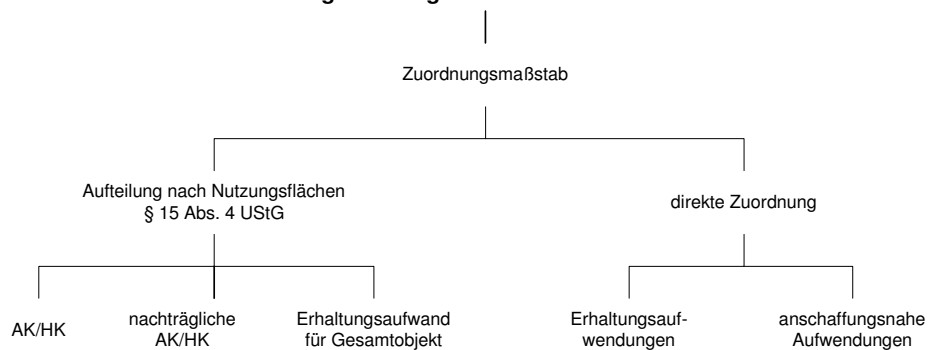 Zuordnungsmaßstab
Aufteilung nach Nutzungsflächen
§ 15 Abs. 4 UStG
direkte Zuordnung
AK/HK
nachträgliche
AK/HK
Erhaltungsaufwand
für Gesamtobjekt
Erhaltungsauf-
wendungen
anschaffungsnahe
Aufwendungen